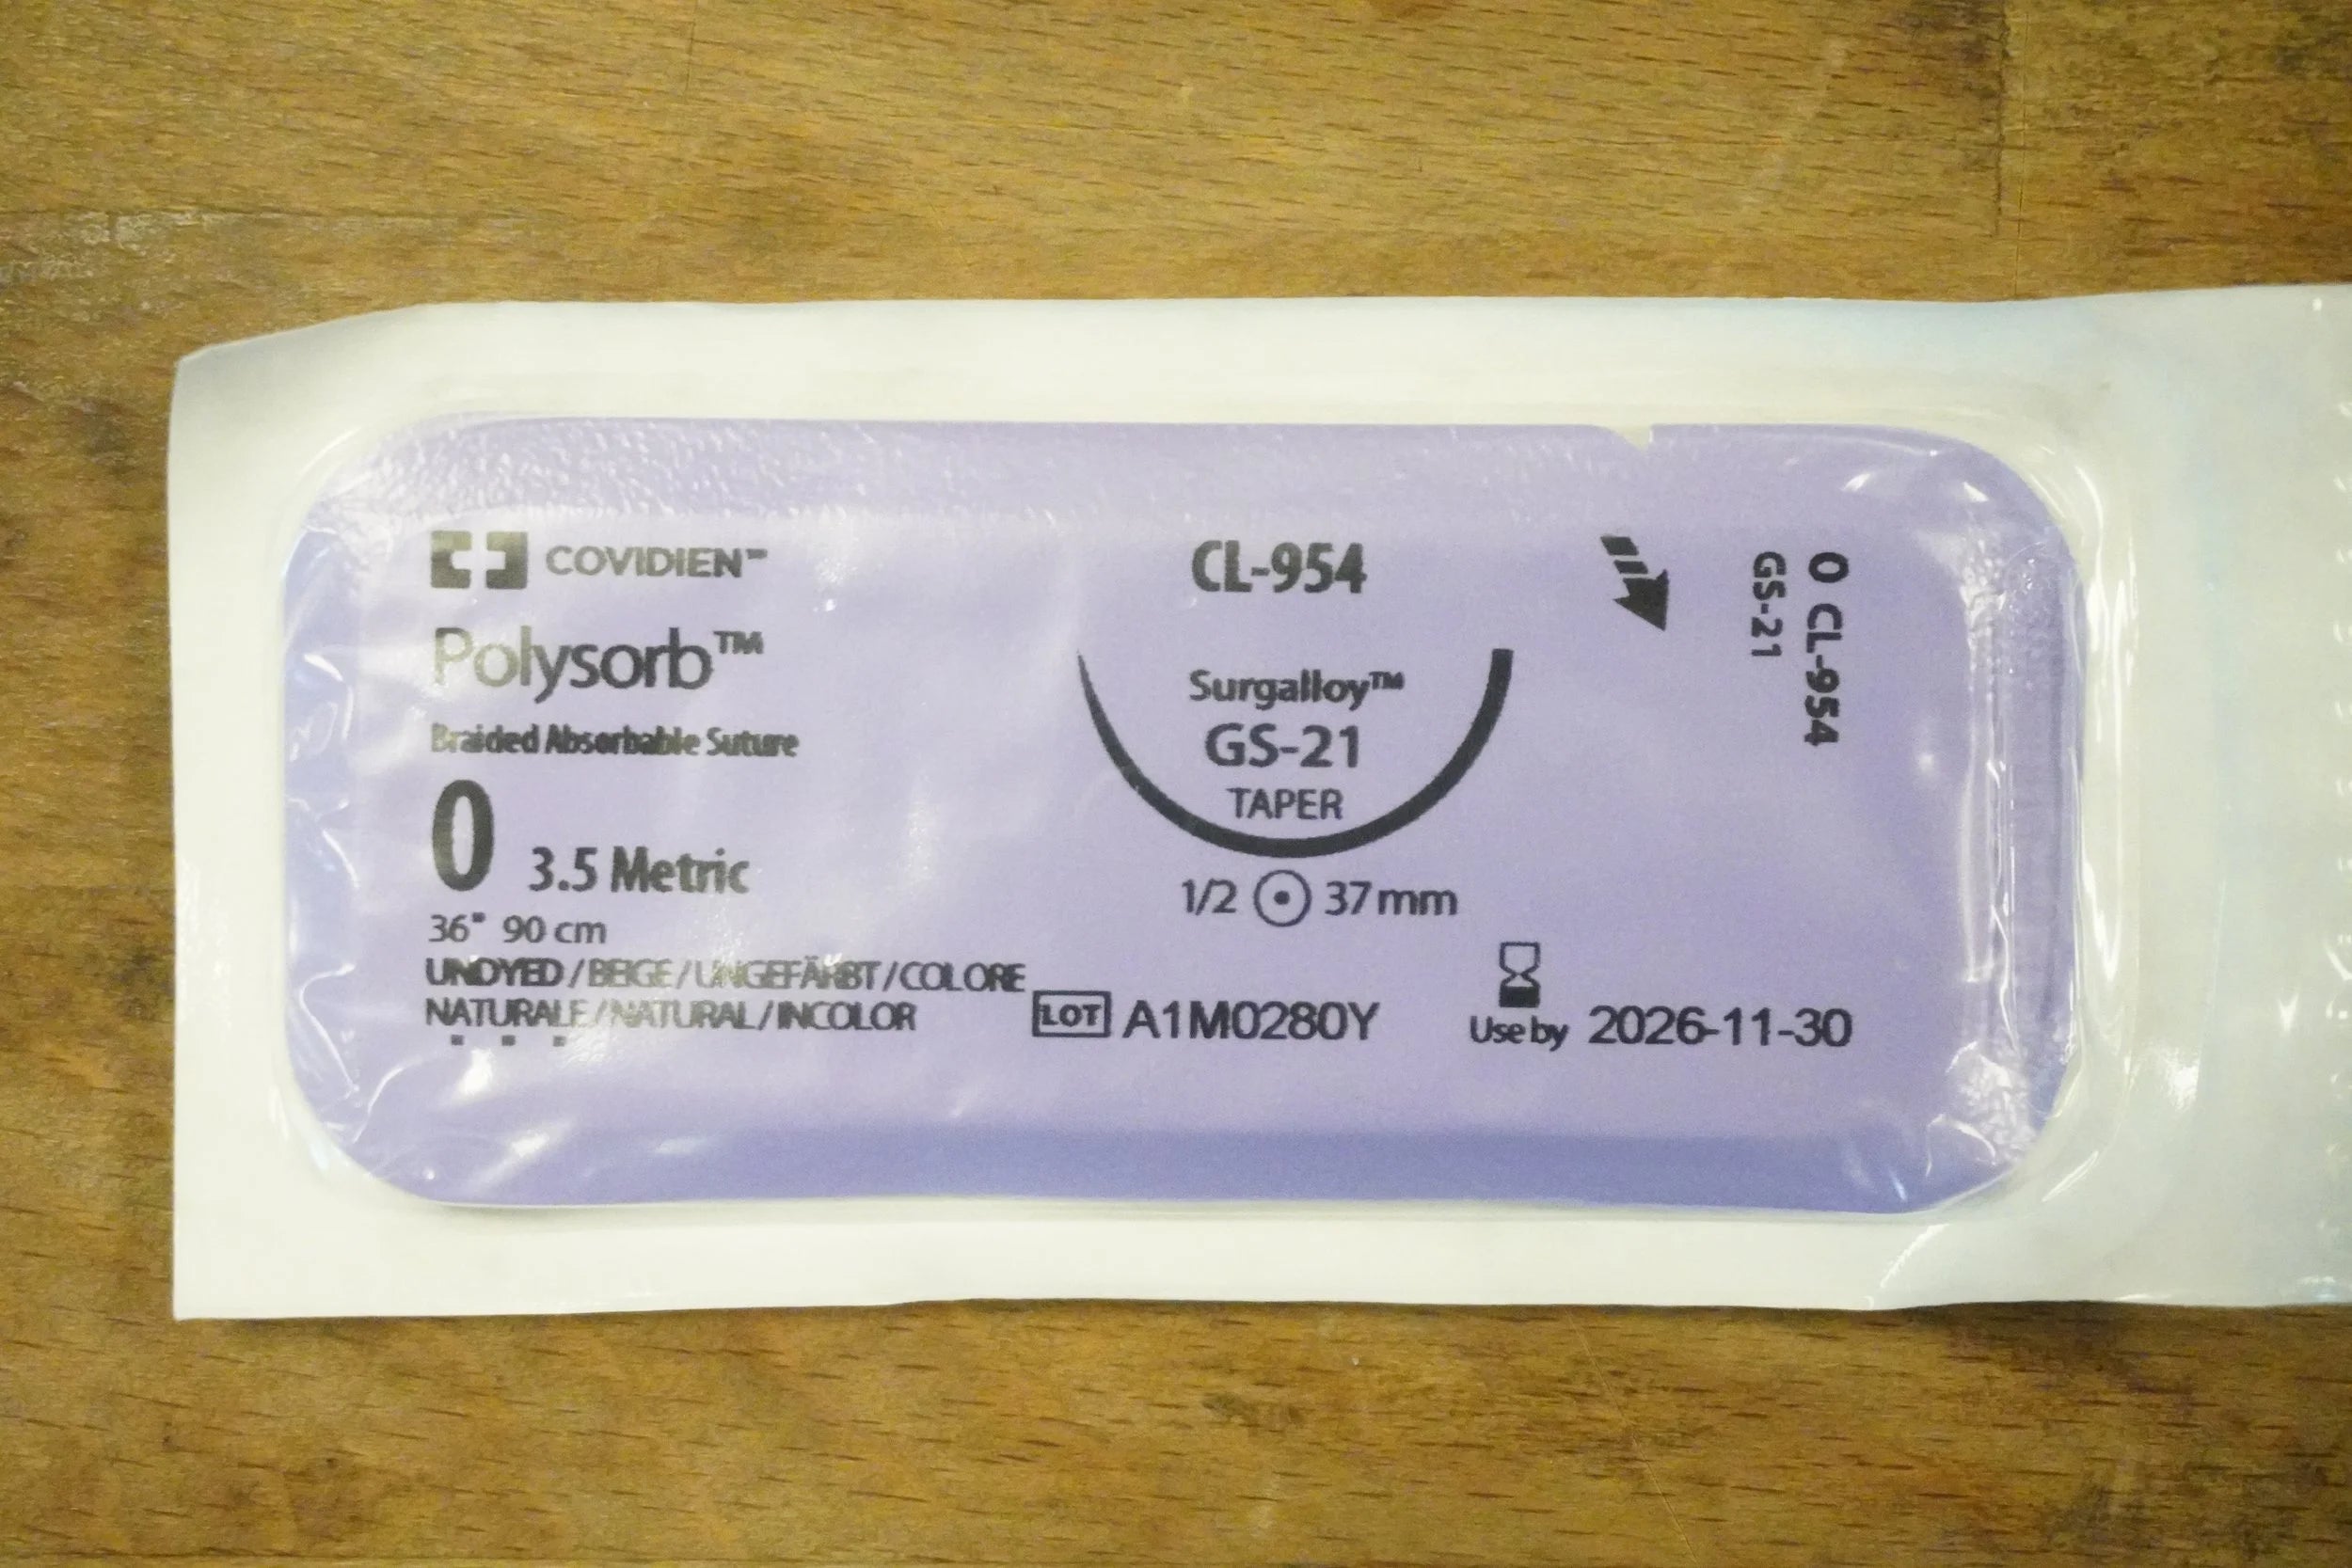 COVIDIEN™
Polysorb™
Braided Absorbable Suture
0 3.5 Metric
36" 90 cm
UNDYED / BEIGE / UNGEFÄRBT / COLORE
NATURALE / NATURAL / INCOLOR
CL-954
Surgalloy™
GS-21
TAPER
1/2 37 mm
LOT A1M0280Y
Use by 2026-11-30
0 CL-954
GS-21